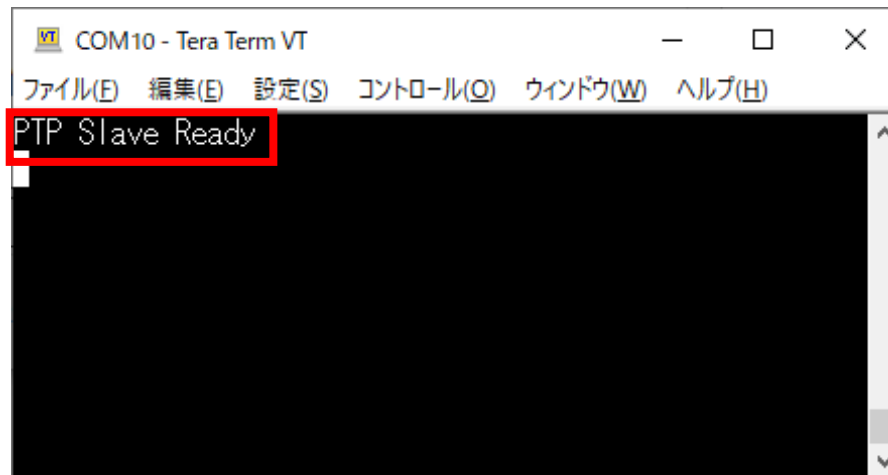 COM10 - Tera Term VT
ファイル(F) 編集(E) 設定(S) コントロール(O) ウィンドウ(W) ヘルプ(H)
PTP Slave Ready